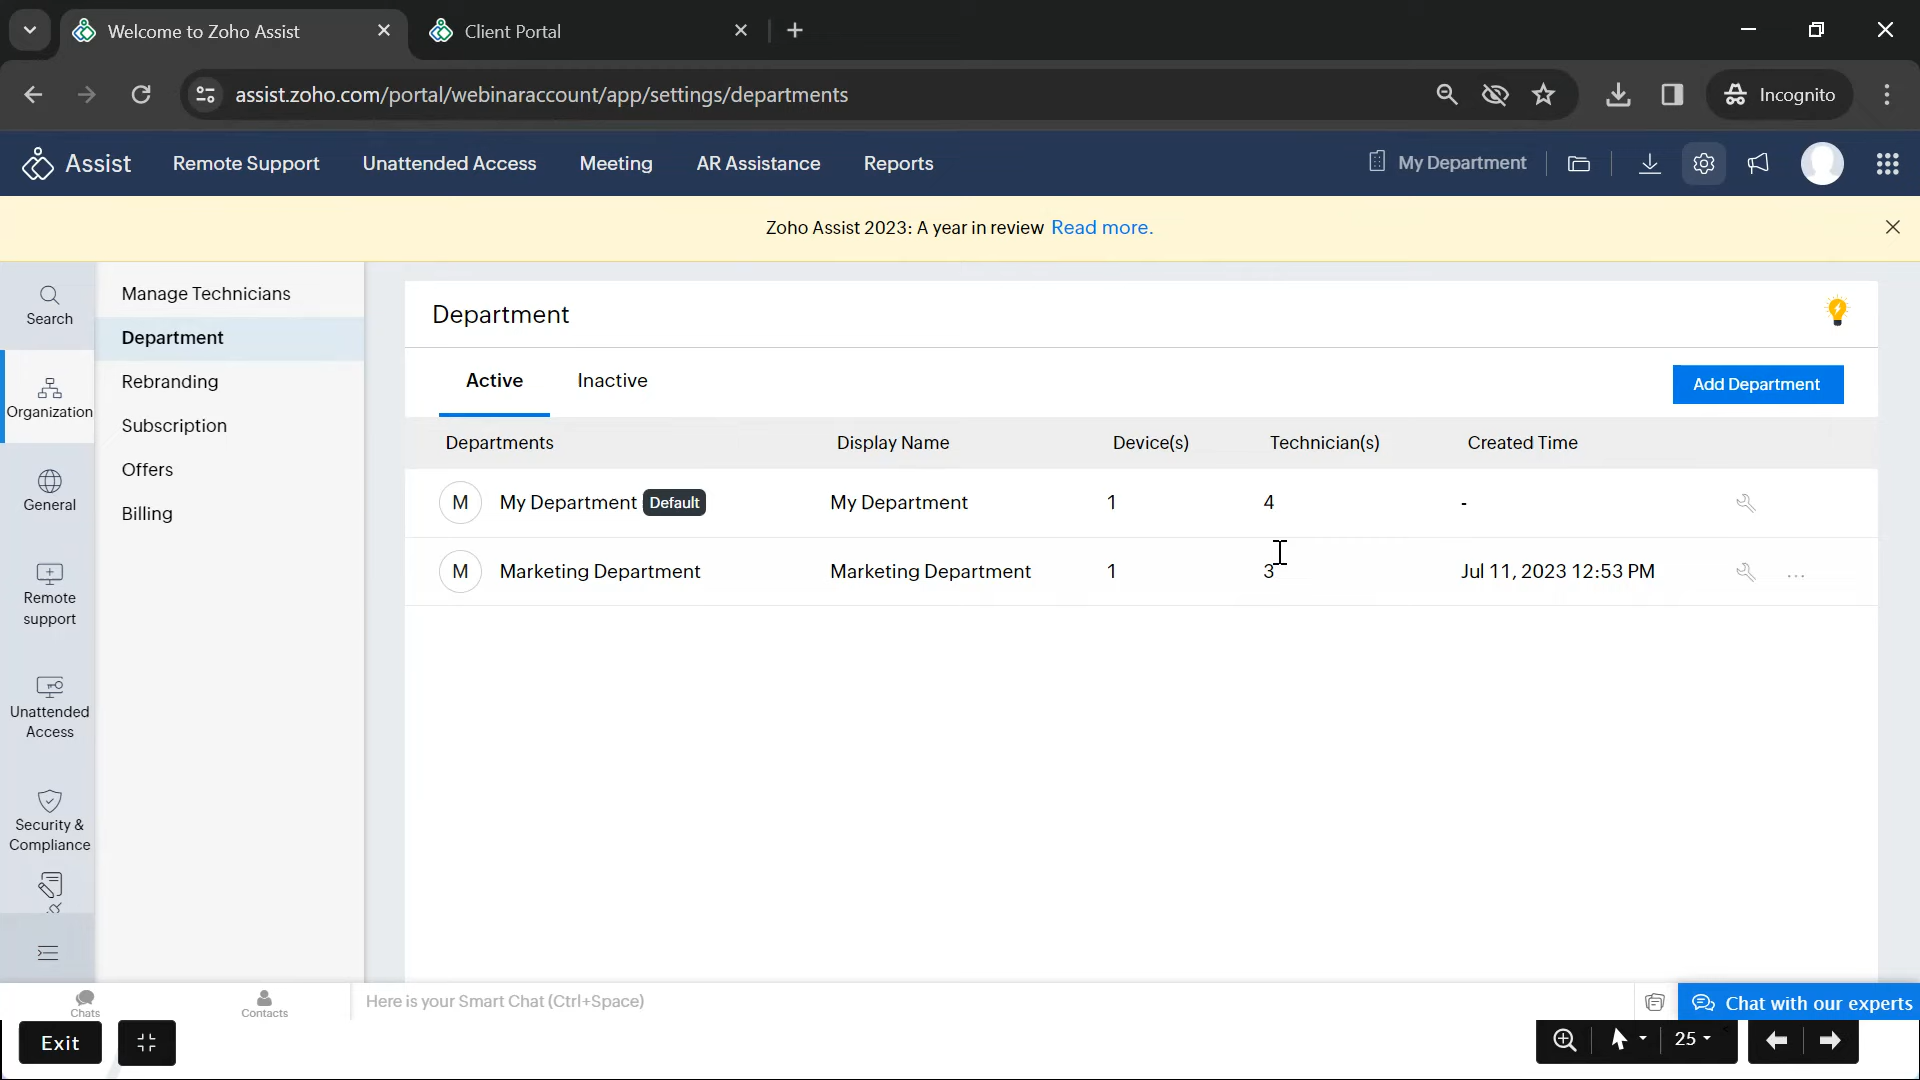 Welcome to Zoho Assist
Client Portal
assist.zoho.com/portal/webinaraccount/app/settings/departments
Incognito
Assist
Remote Support
Unattended Access
Meeting
AR Assistance
Reports
My Department
Zoho Assist 2023: A year in review Read more.
Search
Organization
General
Remote
support
Unattended
Access
Security &
Compliance
Manage Technicians
Department
Rebranding
Subscription
Offers
Billing
Department
Active Inactive
Add Department
Departments Display Name Device(s) Technician(s) Created Time
M My Department Default My Department 1 4 -
M Marketing Department Marketing Department 1 3 Jul 11, 2023 12:53 PM ...
Chats
Contacts
Here is your Smart Chat (Ctrl+Space)
Chat with our experts
Exit
25